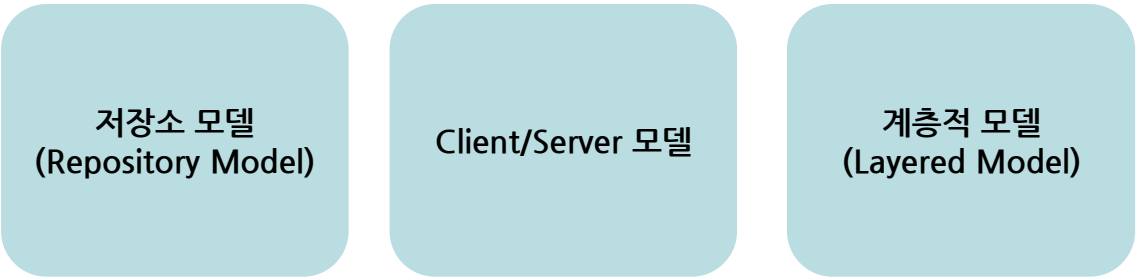 저장소 모델
(Repository Model)
Client/Server 모델
계층적 모델
(Layered Model)